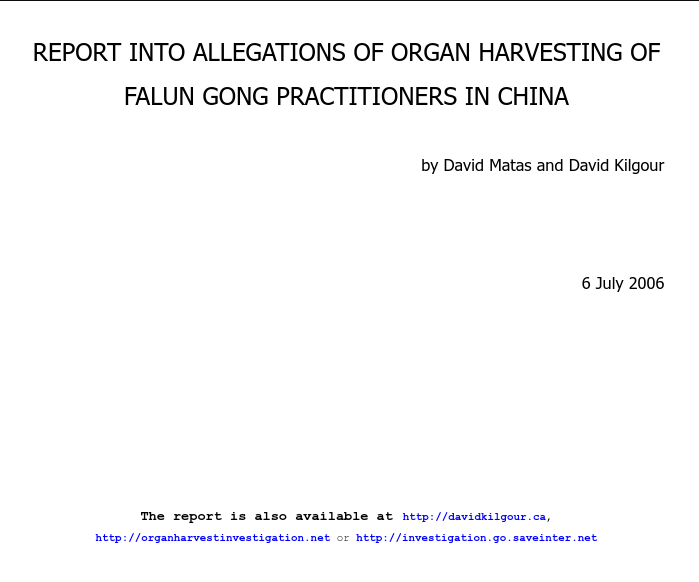 REPORT INTO ALLEGATIONS OF ORGAN HARVESTING OF
FALUN GONG PRACTITIONERS IN CHINA
by David Matas and David Kilgour
6 July 2006
The report is also available at http://davidkilgour.ca,
http://organharvestinvestigation.net or http://investigation.go.saveinter.net